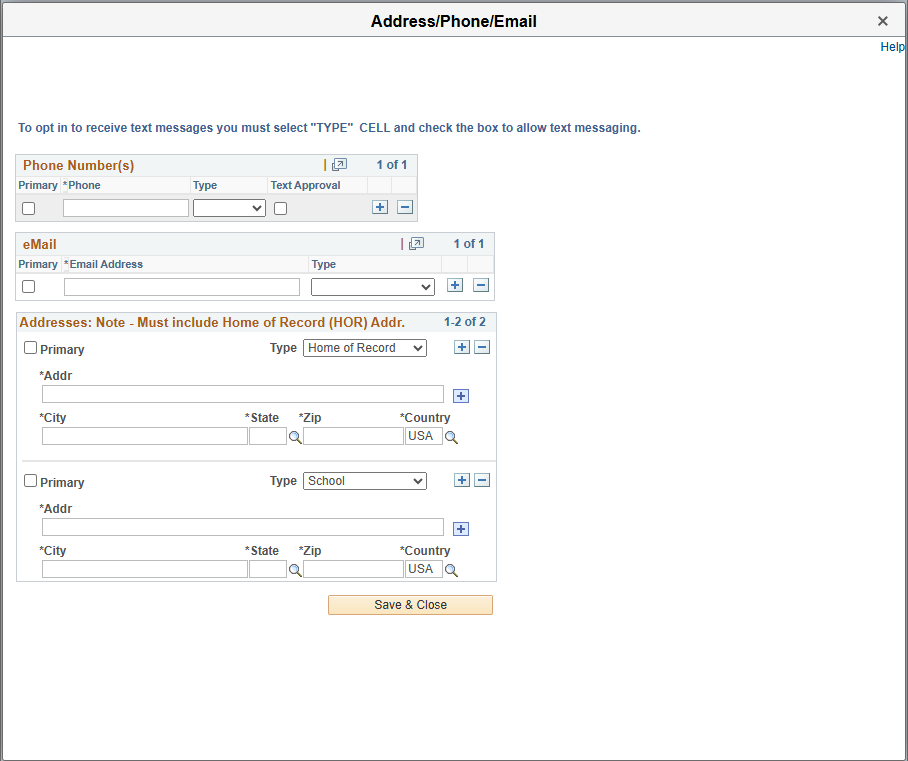 Address/Phone/Email
×
Help
To opt in to receive text messages you must select "TYPE" CELL and check the box to allow text messaging.
Phone Number(s) | 1 of 1
Primary *Phone Type Text Approval
eMail | 1 of 1
Primary *Email Address Type
Addresses: Note - Must include Home of Record (HOR) Addr. 1-2 of 2
Primary Type Home of Record
*Addr
*City *State *Zip *Country
USA
Primary Type School
*Addr
*City *State *Zip *Country
USA
Save & Close